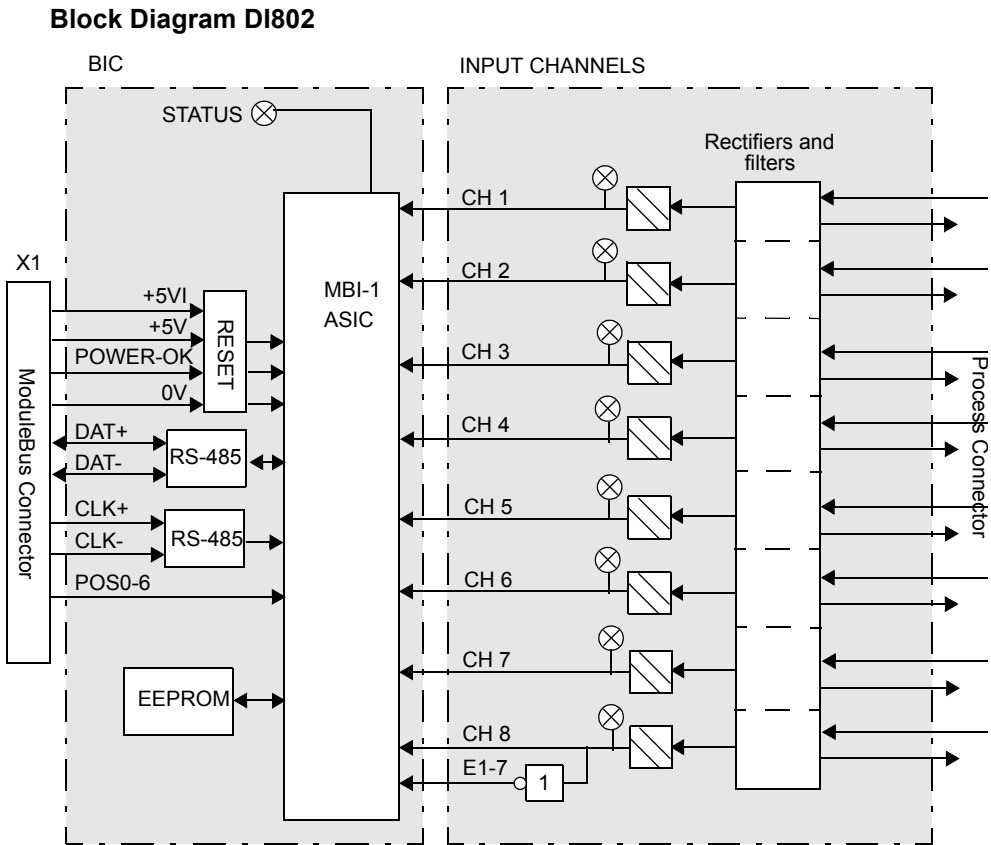 Block Diagram DI802
BIC
INPUT CHANNELS
STATUS
Rectifiers and
filters
CH 1
X1
CH 2
MBI-1
ASIC
+5VI
+5V
RESET
POWER-OK
0V
CH 3
ModuleBus Connector
Process Connector
DAT+
DAT-
RS-485
CH 4
CLK+
CLK-
RS-485
CH 5
POS0-6
CH 6
CH 7
EEPROM
CH 8
E1-7
1